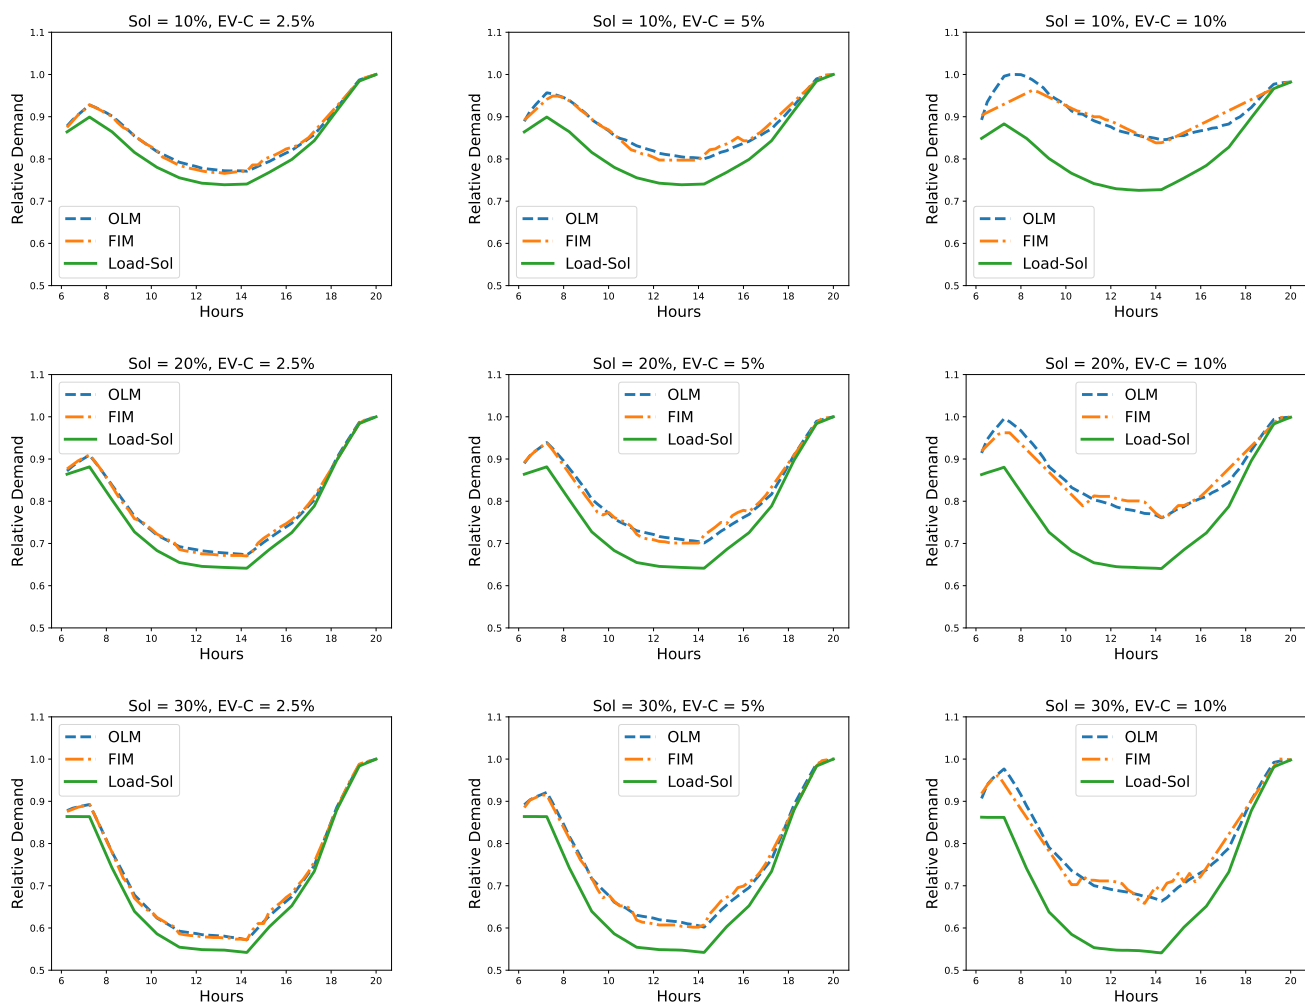 Sol = 10%, EV-C = 2.5%
1.1
1.0
0.9
0.8
0.7
0.6
0.5
Relative Demand
OLM
FIM
Load-Sol
6 8 10 12 14 16 18 20
Hours
Sol = 10%, EV-C = 5%
1.1
1.0
0.9
0.8
0.7
0.6
0.5
Relative Demand
OLM
FIM
Load-Sol
6 8 10 12 14 16 18 20
Hours
Sol = 10%, EV-C = 10%
1.1
1.0
0.9
0.8
0.7
0.6
0.5
Relative Demand
OLM
FIM
Load-Sol
6 8 10 12 14 16 18 20
Hours
Sol = 20%, EV-C = 2.5%
1.1
1.0
0.9
0.8
0.7
0.6
0.5
Relative Demand
OLM
FIM
Load-Sol
6 8 10 12 14 16 18 20
Hours
Sol = 20%, EV-C = 5%
1.1
1.0
0.9
0.8
0.7
0.6
0.5
Relative Demand
OLM
FIM
Load-Sol
6 8 10 12 14 16 18 20
Hours
Sol = 20%, EV-C = 10%
1.1
1.0
0.9
0.8
0.7
0.6
0.5
Relative Demand
OLM
FIM
Load-Sol
6 8 10 12 14 16 18 20
Hours
Sol = 30%, EV-C = 2.5%
1.1
1.0
0.9
0.8
0.7
0.6
0.5
Relative Demand
OLM
FIM
Load-Sol
6 8 10 12 14 16 18 20
Hours
Sol = 30%, EV-C = 5%
1.1
1.0
0.9
0.8
0.7
0.6
0.5
Relative Demand
OLM
FIM
Load-Sol
6 8 10 12 14 16 18 20
Hours
Sol = 30%, EV-C = 10%
1.1
1.0
0.9
0.8
0.7
0.6
0.5
Relative Demand
OLM
FIM
Load-Sol
6 8 10 12 14 16 18 20
Hours